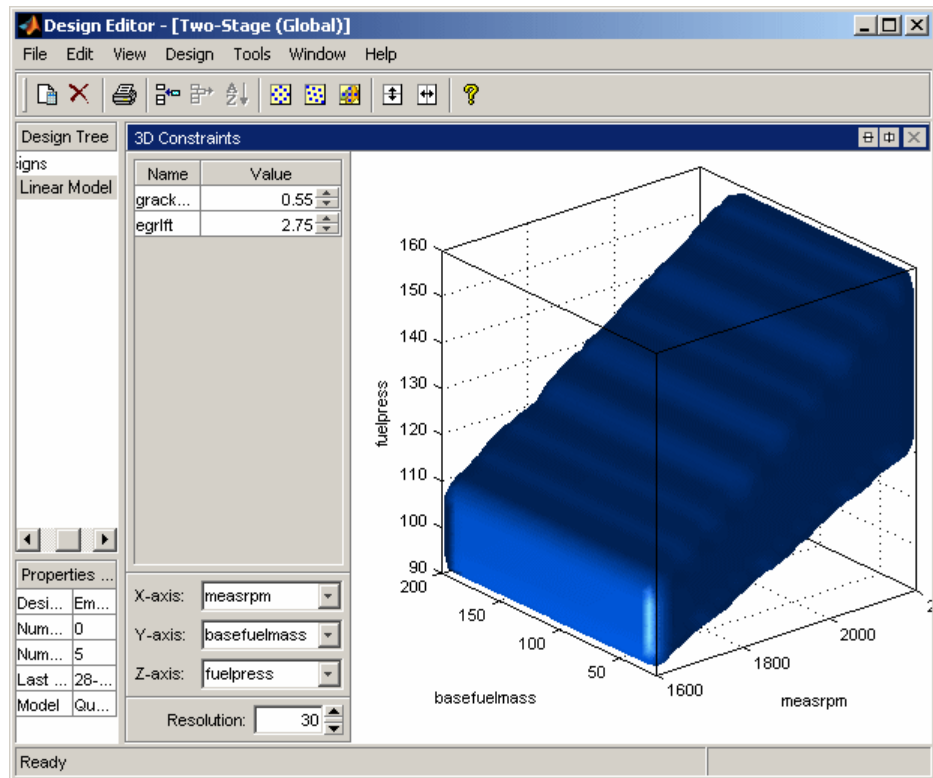 Design Editor - [Two-Stage (Global)]
File Edit View Design Tools Window Help
Design Tree
igns
Linear Model
3D Constraints
Name Value
grack... 0.55
egrlft 2.75
160
150
140
130
120
110
100
90
fuelpress
200
150
100
50
basefuelmass
1600
1800
2000
2
measrpm
Properties ...
Desi... Em...
Num... 0
Num... 5
Last ... 28-...
Model Qu...
X-axis: measrpm
Y-axis: basefuelmass
Z-axis: fuelpress
Resolution: 30
Ready